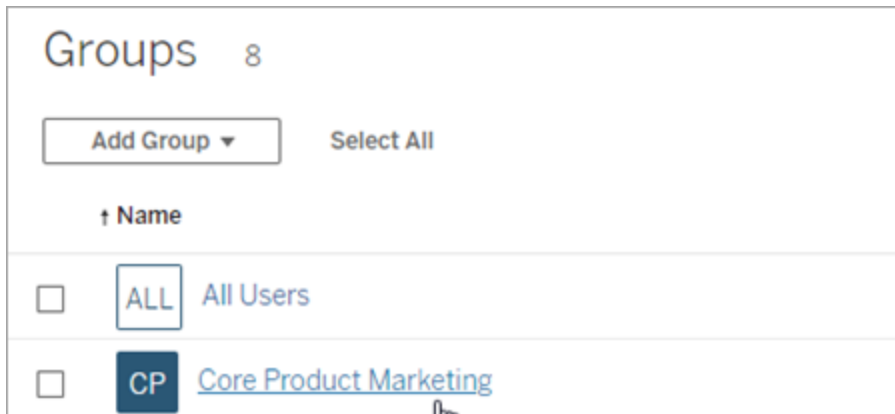 Groups 8
Add Group Select All
↑ Name
ALL All Users
CP Core Product Marketing